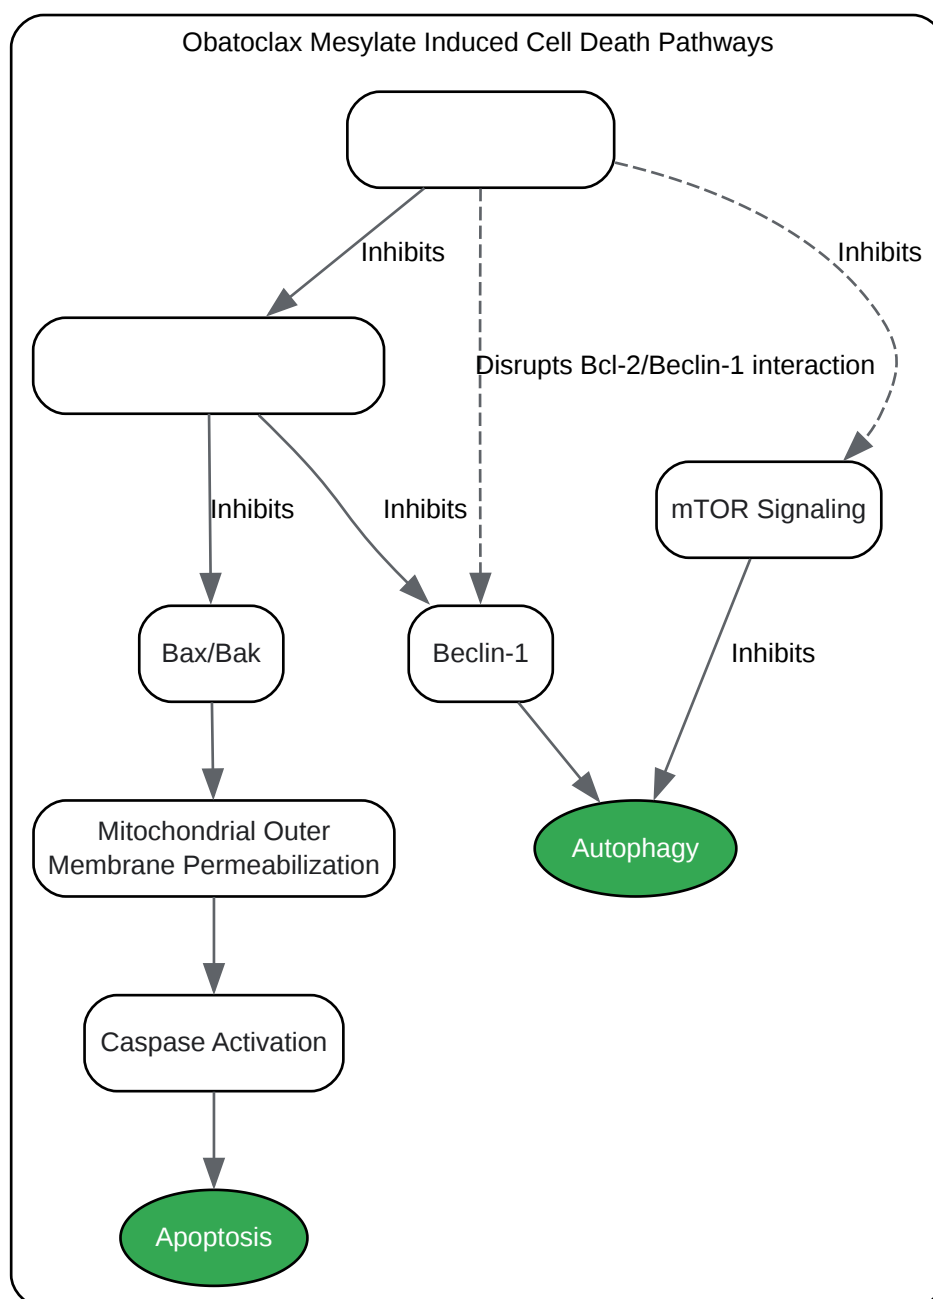 Obatoclax Mesylate Induced Cell Death Pathways
Inhibits
Inhibits
Disrupts Bcl-2/Beclin-1 interaction
Inhibits
Inhibits
mTOR Signaling
Bax/Bak
Beclin-1
Inhibits
Mitochondrial Outer
Membrane Permeabilization
Autophagy
Caspase Activation
Apoptosis